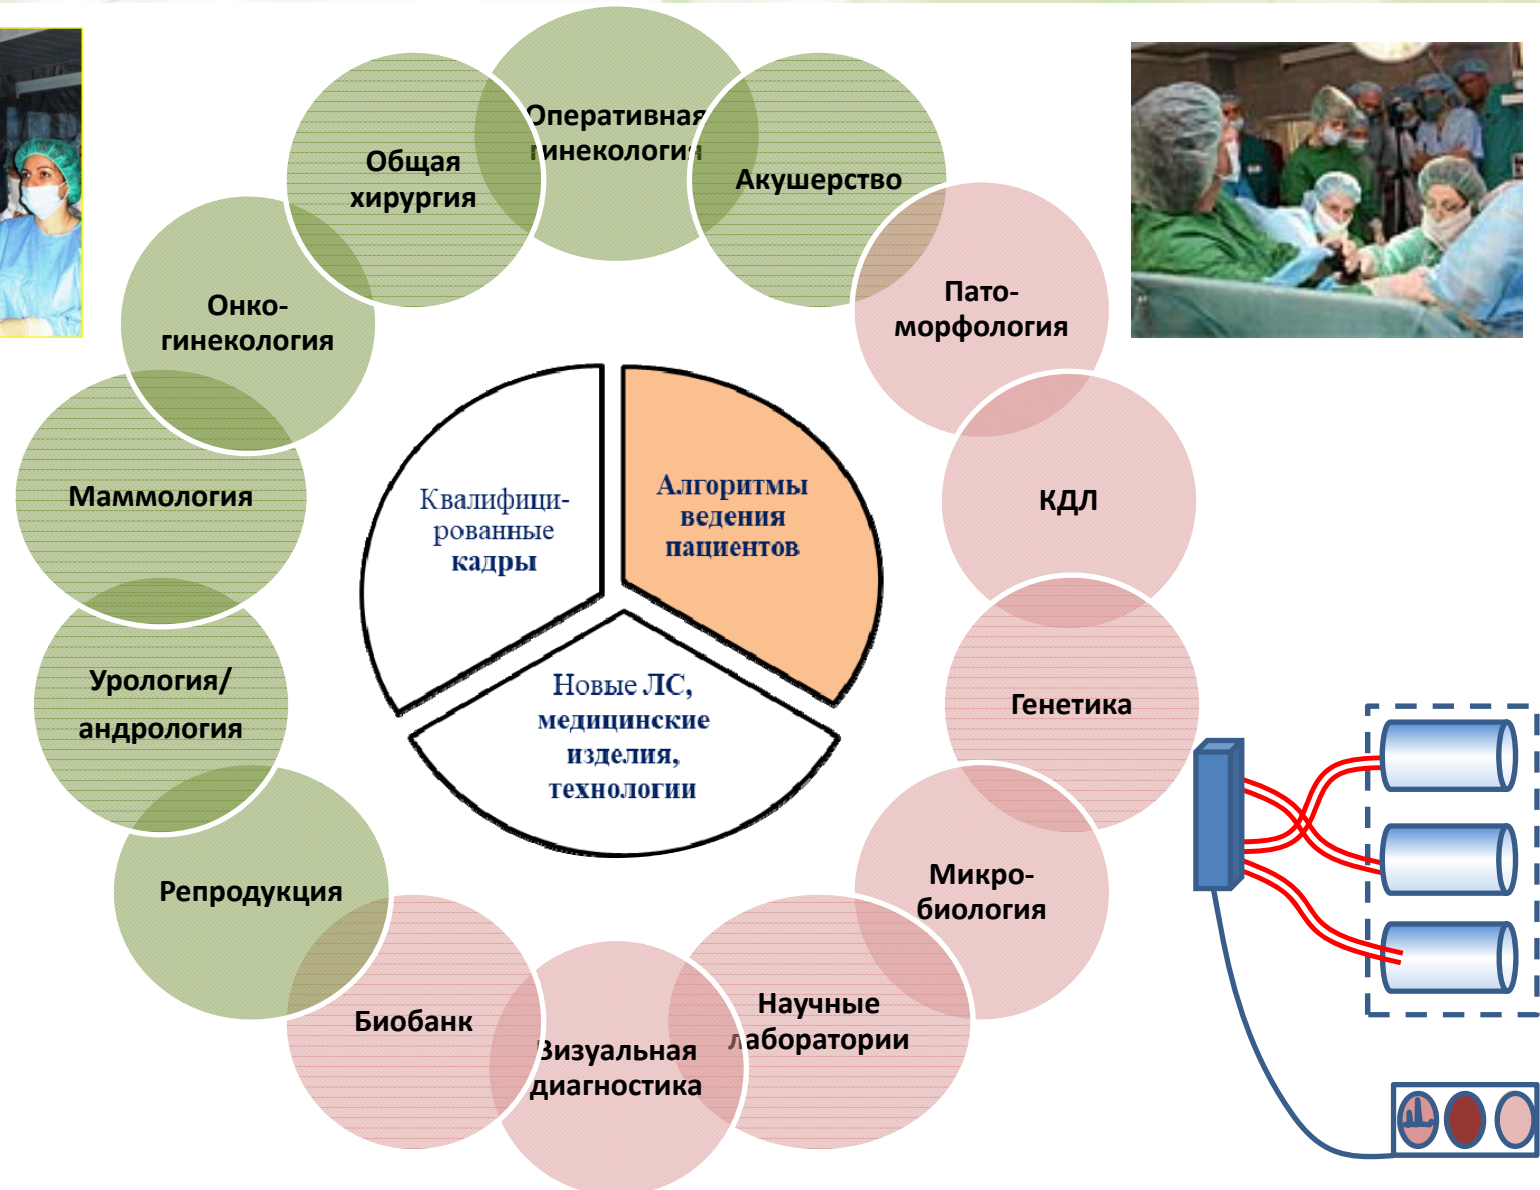 Оперативная
гинекология
Акушерство
Пато-
морфология
КДЛ
Генетика
Микро-
биология
Научные
лаборатории
Визуальная
диагностика
Биобанк
Репродукция
Урология/
андрология
Маммология
Онко-
гинекология
Общая
хирургия
Квалифици-
рованные
кадры
Алгоритмы
ведения
пациентов
Новые ЛС,
медицинские
изделия,
технологии